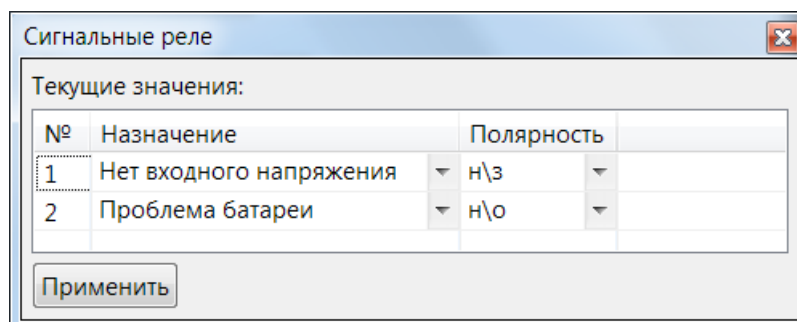 Сигнальные реле
Текущие значения:
№ Назначение Полярность
1 Нет входного напряжения н\з
2 Проблема батареи н\о
Применить